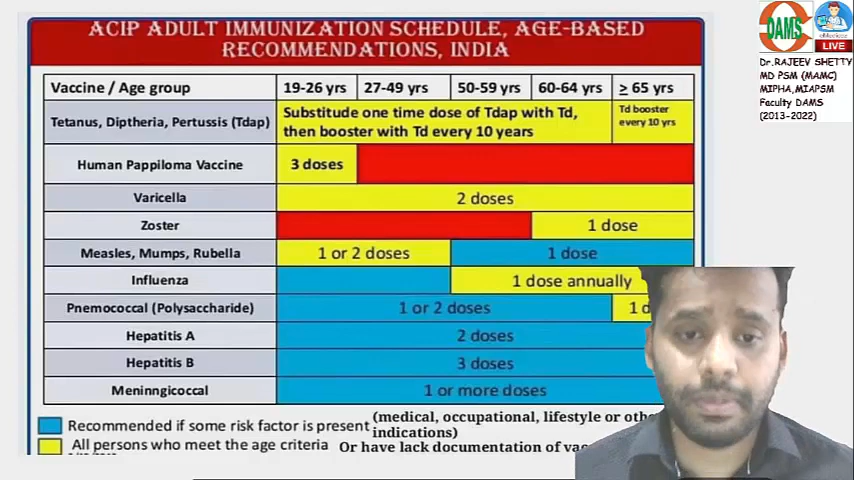 ACIP ADULT IMMUNIZATION SCHEDULE, AGE-BASED
RECOMMENDATIONS, INDIA
DAMS
eMedicoz
LIVE
Dr.RAJEEV SHETTY
MD PSM (MAMC)
MIPHA,MIAPSM
Faculty DAMS
(2013-2022)
Vaccine / Age group 19-26 yrs 27-49 yrs 50-59 yrs 60-64 yrs ≥ 65 yrs
Tetanus, Diptheria, Pertussis (Tdap)
Substitute one time dose of Tdap with Td,
then booster with Td every 10 years
Td booster
every 10 yrs
Human Pappiloma Vaccine 3 doses
Varicella 2 doses
Zoster 1 dose
Measles, Mumps, Rubella 1 or 2 doses 1 dose
Influenza 1 dose annually
Pnemococcal (Polysaccharide) 1 or 2 doses 1 d
Hepatitis A 2 doses
Hepatitis B 3 doses
Meninngicoccal 1 or more doses
Recommended if some risk factor is present
(medical, occupational, lifestyle or othe
indications)
All persons who meet the age criteria
Or have lack documentation of vac